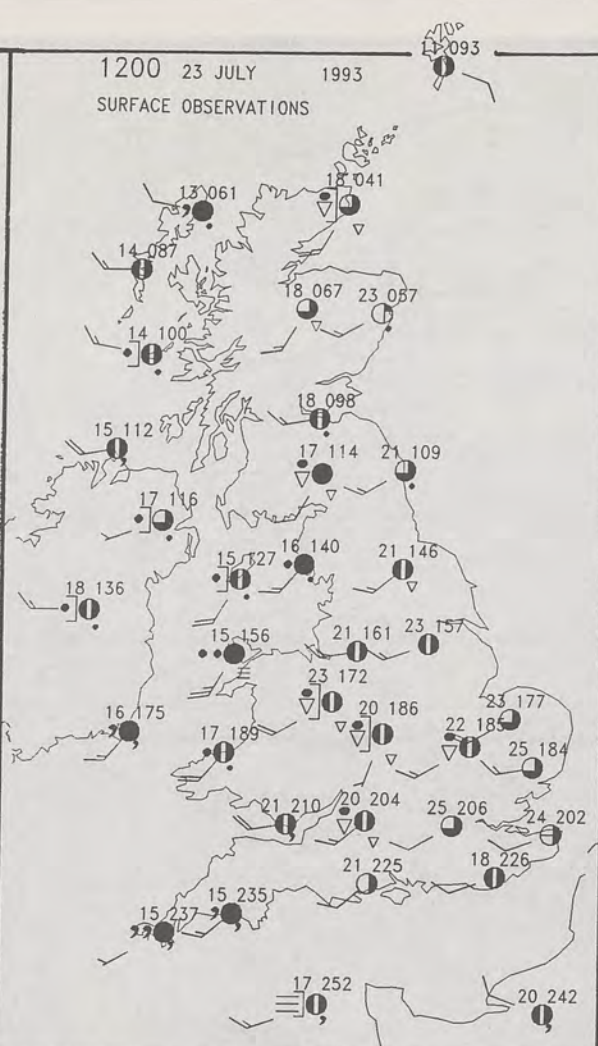 11 093
1200 23 JULY 1993
SURFACE OBSERVATIONS
18 041
13 061
14 087
18 067 23 057
14 100
18 098
15 112
17 114 21 109
17 116
16 140
15 127 21 146
18 136
15 156 21 161 23 157
23 172
16 175 20 186 23 177
17 189 22 185
25 184
21 210 20 204 25 206
24 202
21 225 18 226
15 235
15 237
17 252
20 242